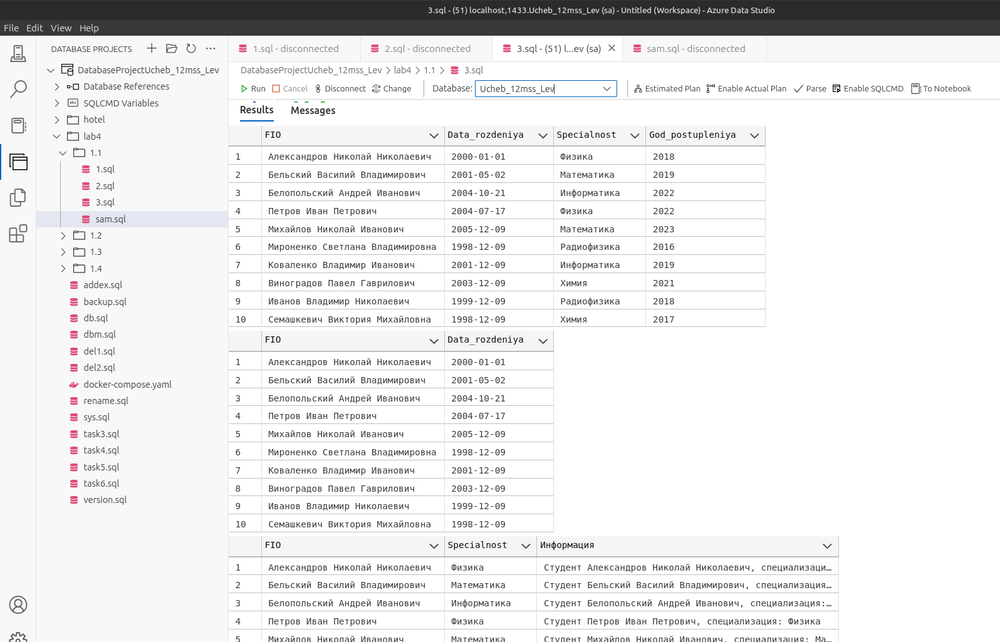 3.sql - (51) localhost,1433.Ucheb_12mss_Lev (sa) - Untitled (Workspace) - Azure Data Studio
File Edit View Help
DATABASE PROJECTS
1.sql - disconnected
2.sql - disconnected
3.sql - (51) l...ev (sa)
sam.sql - disconnected
DatabaseProjectUcheb_12mss_Lev > lab4 > 1.1 > 3.sql
Run Cancel Disconnect Change Database: Ucheb_12mss_Lev Estimated Plan Enable Actual Plan Parse Enable SQLCMD To Notebook
DatabaseProjectUcheb_12mss_Lev
Database References
SQLCMD Variables
hotel
lab4
1.1
1.sql
2.sql
3.sql
sam.sql
1.2
1.3
1.4
addex.sql
backup.sql
db.sql
dbm.sql
del1.sql
del2.sql
docker-compose.yaml
rename.sql
sys.sql
task3.sql
task4.sql
task5.sql
task6.sql
version.sql
Results Messages
FIO Data_rozdeniya Specialnost God_postupleniya
1 Александров Николай Николаевич 2000-01-01 Физика 2018
2 Бельский Василий Владимирович 2001-05-02 Математика 2019
3 Белопольский Андрей Иванович 2004-10-21 Информатика 2022
4 Петров Иван Петрович 2004-07-17 Физика 2022
5 Михайлов Николай Иванович 2005-12-09 Математика 2023
6 Мироненко Светлана Владимировна 1998-12-09 Радиофизика 2016
7 Коваленко Владимир Иванович 2001-12-09 Информатика 2019
8 Виноградов Павел Гаврилович 2003-12-09 Химия 2021
9 Иванов Владимир Николаевич 1999-12-09 Радиофизика 2018
10 Семашкевич Виктория Михайловна 1998-12-09 Химия 2017
FIO Data_rozdeniya
1 Александров Николай Николаевич 2000-01-01
2 Бельский Василий Владимирович 2001-05-02
3 Белопольский Андрей Иванович 2004-10-21
4 Петров Иван Петрович 2004-07-17
5 Михайлов Николай Иванович 2005-12-09
6 Мироненко Светлана Владимировна 1998-12-09
7 Коваленко Владимир Иванович 2001-12-09
8 Виноградов Павел Гаврилович 2003-12-09
9 Иванов Владимир Николаевич 1999-12-09
10 Семашкевич Виктория Михайловна 1998-12-09
FIO Specialnost Информация
1 Александров Николай Николаевич Физика Студент Александров Николай Николаевич, специализаци…
2 Бельский Василий Владимирович Математика Студент Бельский Василий Владимирович, специализация…
3 Белопольский Андрей Иванович Информатика Студент Белопольский Андрей Иванович, специализация:…
4 Петров Иван Петрович Физика Студент Петров Иван Петрович, специализация: Физика
5 Михайлов Николай Иванович Математика Студент Михайлов Николай Иванович, специализация: Ма…